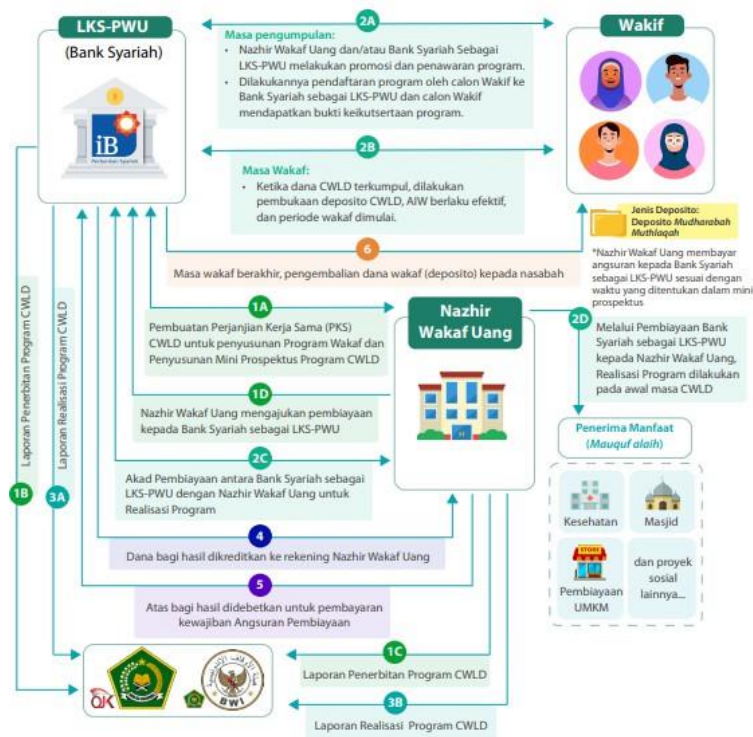 LKS-PWU
(Bank Syariah)
iB
Perbankan Syariah
2A
Masa pengumpulan:
• Nazhir Wakaf Uang dan/atau Bank Syariah Sebagai
LKS-PWU melakukan promosi dan penawaran program.
• Dilakukannya pendaftaran program oleh calon Wakif ke
Bank Syariah sebagai LKS-PWU dan calon Wakif
mendapatkan bukti keikutsertaan program.
Wakif
2B
Masa Wakaf:
• Ketika dana CWLD terkumpul, dilakukan
pembukaan deposito CWLD, AIW berlaku efektif,
dan periode wakaf dimulai.
Jenis Deposito:
Deposito Mudharabah
Muthlaqah
*Nazhir Wakaf Uang membayar
angsuran kepada Bank Syariah
sebagai LKS-PWU sesuai dengan
waktu yang ditentukan dalam mini
prospektus
6
Masa wakaf berakhir, pengembalian dana wakaf (deposito) kepada nasabah
1A
Pembuatan Perjanjian Kerja Sama (PKS)
CWLD untuk penyusunan Program Wakaf dan
Penyusunan Mini Prospektus Program CWLD
Nazhir
Wakaf Uang
2D
Melalui Pembiayaan Bank
Syariah sebagai LKS-PWU
kepada Nazhir Wakaf Uang,
Realisasi Program dilakukan
pada awal masa CWLD
1D
Nazhir Wakaf Uang mengajukan pembiayaan
kepada Bank Syariah sebagai LKS-PWU
2C
Akad Pembiayaan antara Bank Syariah sebagai
LKS-PWU dengan Nazhir Wakaf Uang untuk
Realisasi Program
Penerima Manfaat
(Mauquf alaih)
Kesehatan
Masjid
STORE
Pembiayaan
UMKM
dan proyek
sosial
lainnya...
4
Dana bagi hasil dikreditkan ke rekening Nazhir Wakaf Uang
5
Atas bagi hasil didebetkan untuk pembayaran
kewajiban Angsuran Pembiayaan
1B
Laporan Penerbitan Program CWLD
3A
Laporan Realisasi Program CWLD
1C
Laporan Penerbitan Program CWLD
3B
Laporan Realisasi Program CWLD
OJK
BWI